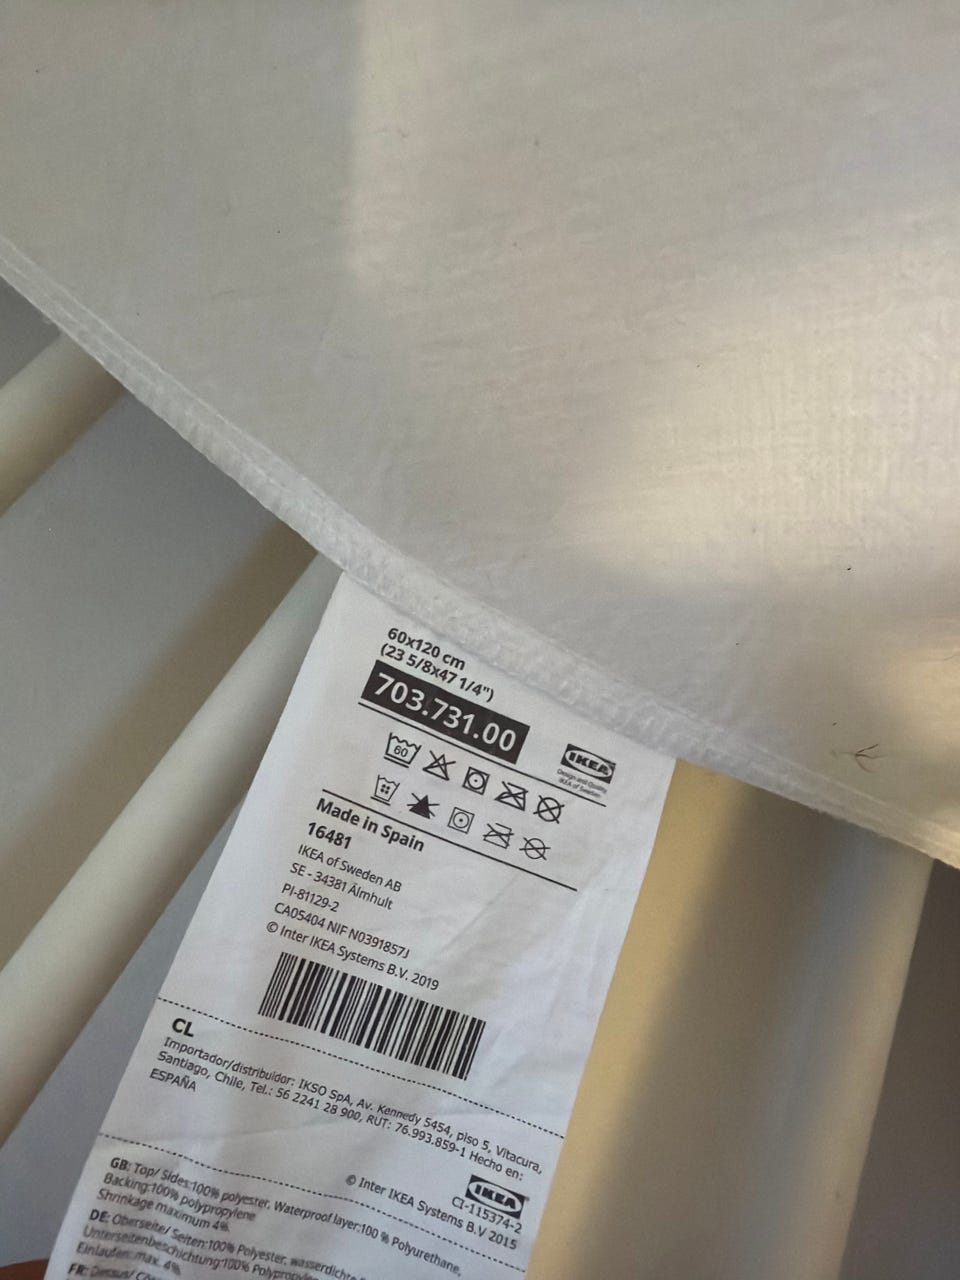 60x120 cm
(23 5/8x47 1/4")
703.731.00
IKEA
Design and Quality
IKEA of Sweden
60
Made in Spain
16481
IKEA of Sweden AB
SE - 34381 Älmhult
PI-81129-2
CA05404 NIF N0391857J
© Inter IKEA Systems B.V. 2019
CL
Importador/distribuidor: IKSO SpA, Av. Kennedy 5454, piso 5, Vitacura,
Santiago, Chile, Tel.: 56 2241 28 900, RUT: 76.993.859-1 Hecho en:
ESPAÑA
IKEA
CI-115374-2
© Inter IKEA Systems B.V 2015
GB: Top/ Sides:100% polyester, Waterproof layer:100 % Polyurethane,
Backing:100% polypropylene
Shrinkage maximum 4%
DE: Oberseite/ Seiten:100% Polyester, wasserdichte
Unterseitenbeschichtung:100%
Einlaufen: max. 4%
FR: Dessus/